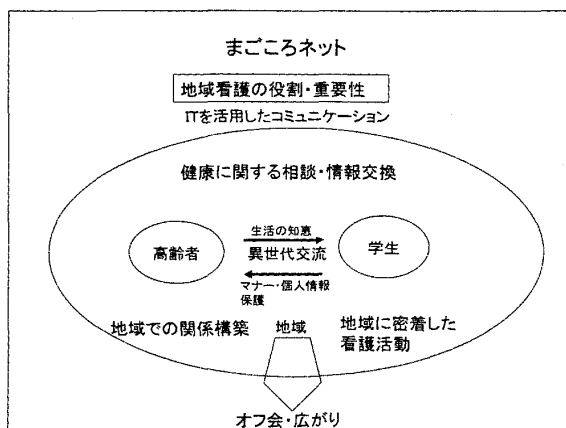 まごころネット
地域看護の役割・重要性
ITを活用したコミュニケーション
健康に関する相談・情報交換
生活の知恵
高齢者
異世代交流
学生
マナー・個人情報
保護
地域での関係構築
地域
地域に密着した
看護活動
オフ会・広がり